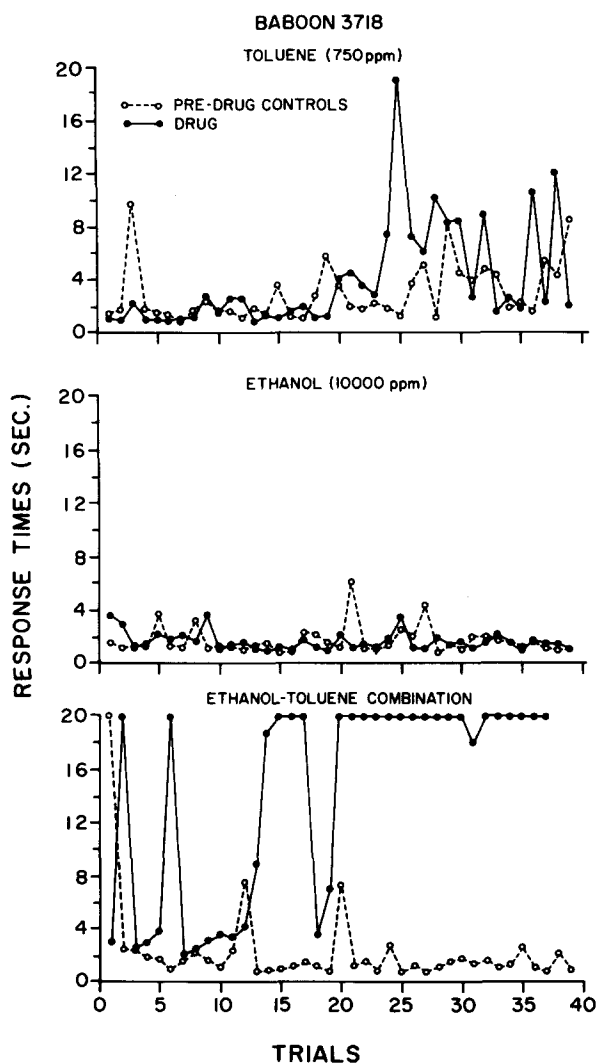 BABOON 3718
TOLUENE (750ppm)
20
16
12
8
4
0
PRE-DRUG CONTROLS
DRUG
ETHANOL (10000 ppm)
20
16
12
8
4
0
RESPONSE TIMES (SEC.)
ETHANOL-TOLUENE COMBINATION
20
16
12
8
4
0
0 5 10 15 20 25 30 35 40
TRIALS